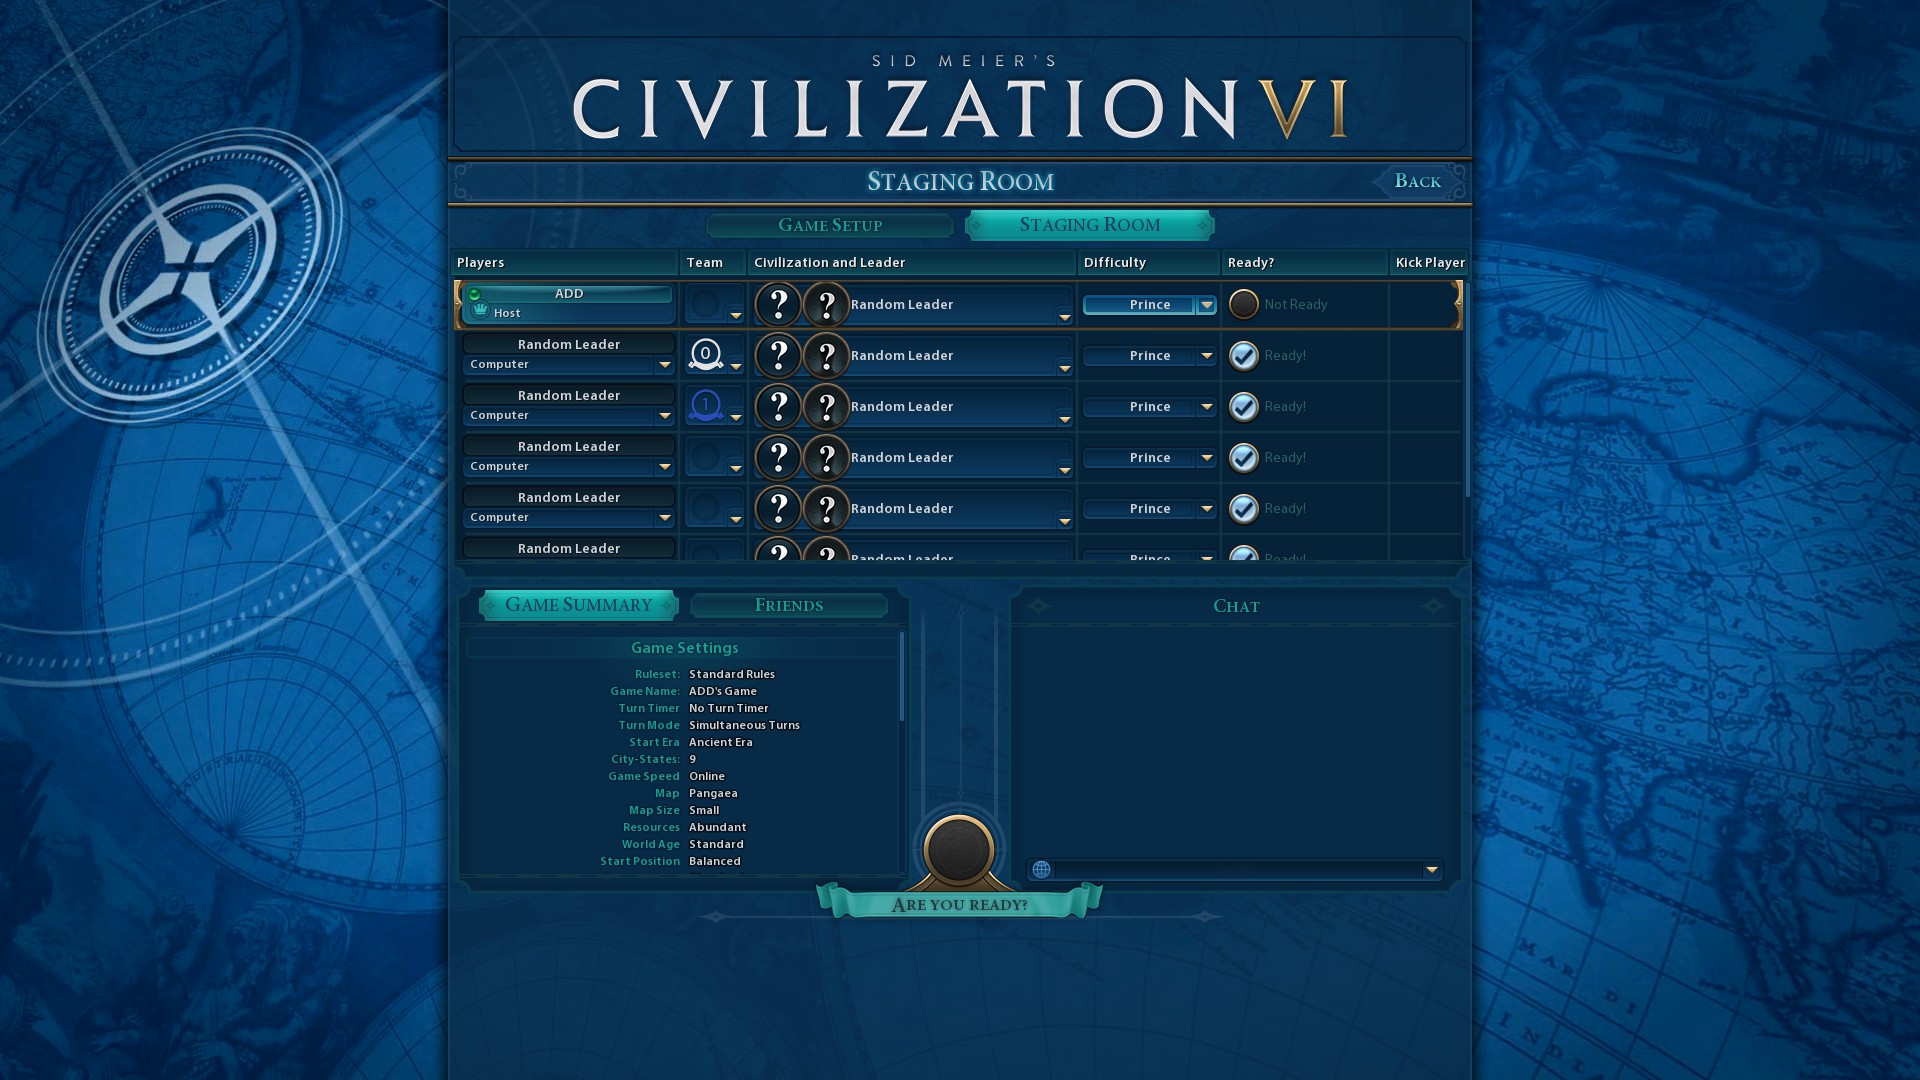 SID MEIER'S
CIVILIZATION VI
STAGING ROOM
BACK
GAME SETUP
STAGING ROOM
Players
Team
Civilization and Leader
Difficulty
Ready?
Kick Player
ADD
Host
Random Leader
Prince
Not Ready
Random Leader
Computer
0
Random Leader
Prince
Ready!
Random Leader
Computer
1
Random Leader
Prince
Ready!
Random Leader
Computer
Random Leader
Prince
Ready!
Random Leader
Computer
Random Leader
Prince
Ready!
Random Leader
Random Leader
Prince
Ready!
GAME SUMMARY
FRIENDS
CHAT
Game Settings
Ruleset: Standard Rules
Game Name: ADD's Game
Turn Timer No Turn Timer
Turn Mode Simultaneous Turns
Start Era Ancient Era
City-States: 9
Game Speed Online
Map Pangaea
Map Size Small
Resources Abundant
World Age Standard
Start Position Balanced
ARE YOU READY?